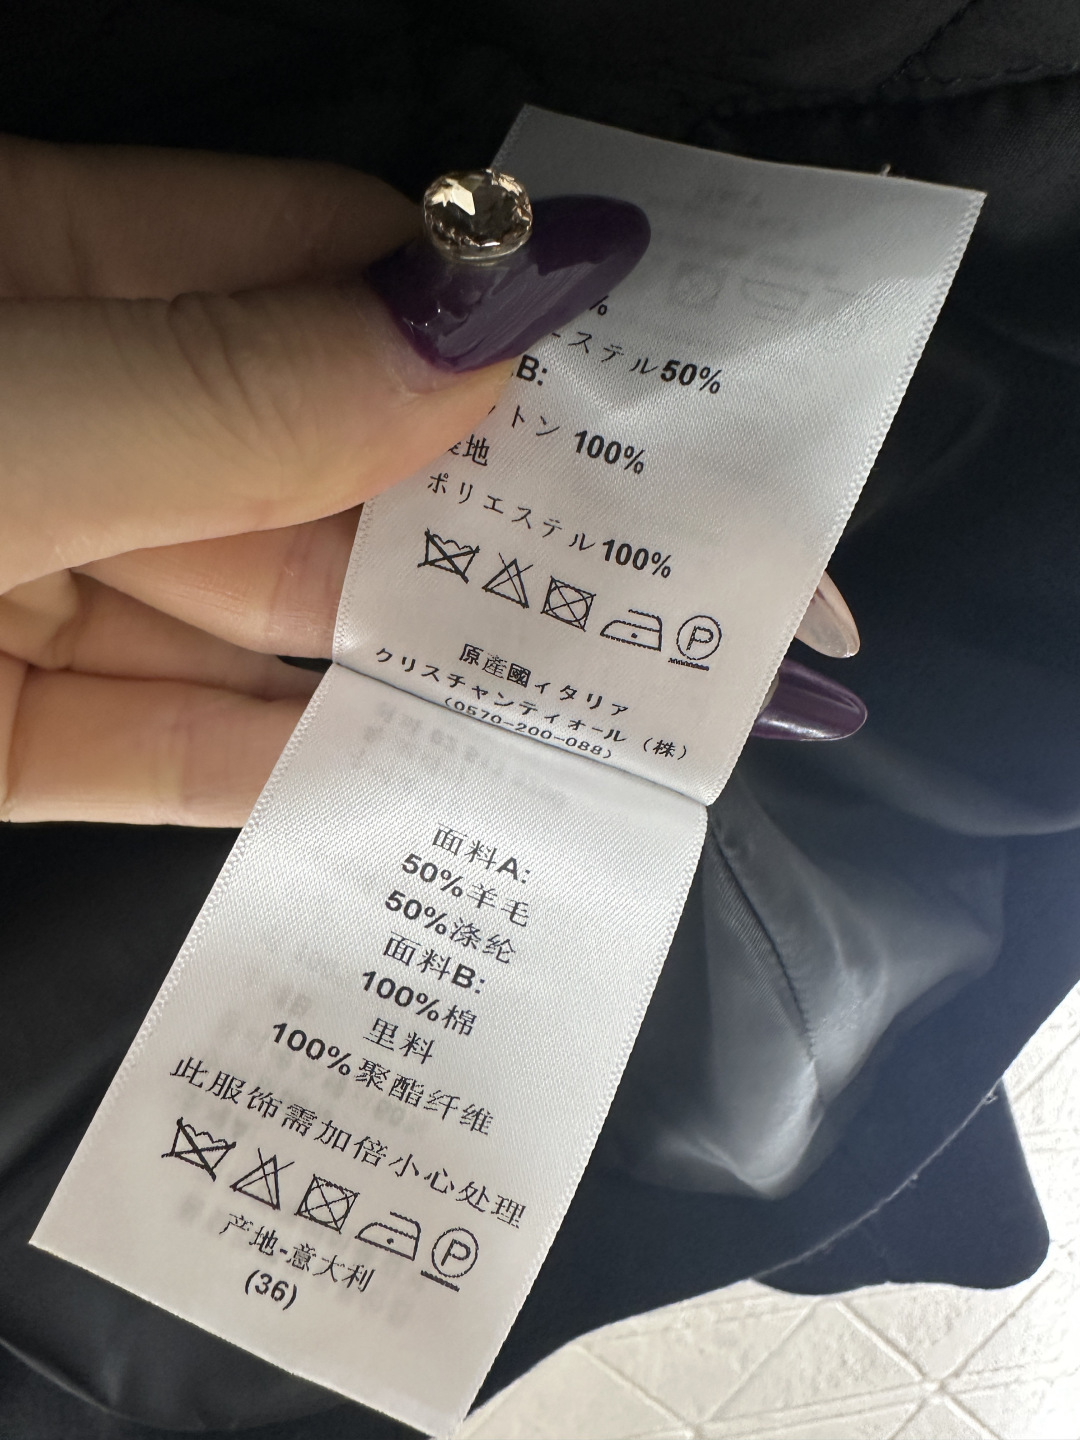 %
ステル50%
B:
トン 100%
地
ポリエステル100%
P
原産國イタリア
クリスチャンディオール (株)
(0570-200-088)
面料A:
50%羊毛
50%涤纶
面料B:
100%棉
里料
100%聚酯纤维
此服饰需加倍小心处理
P
产地-意大利
(36)